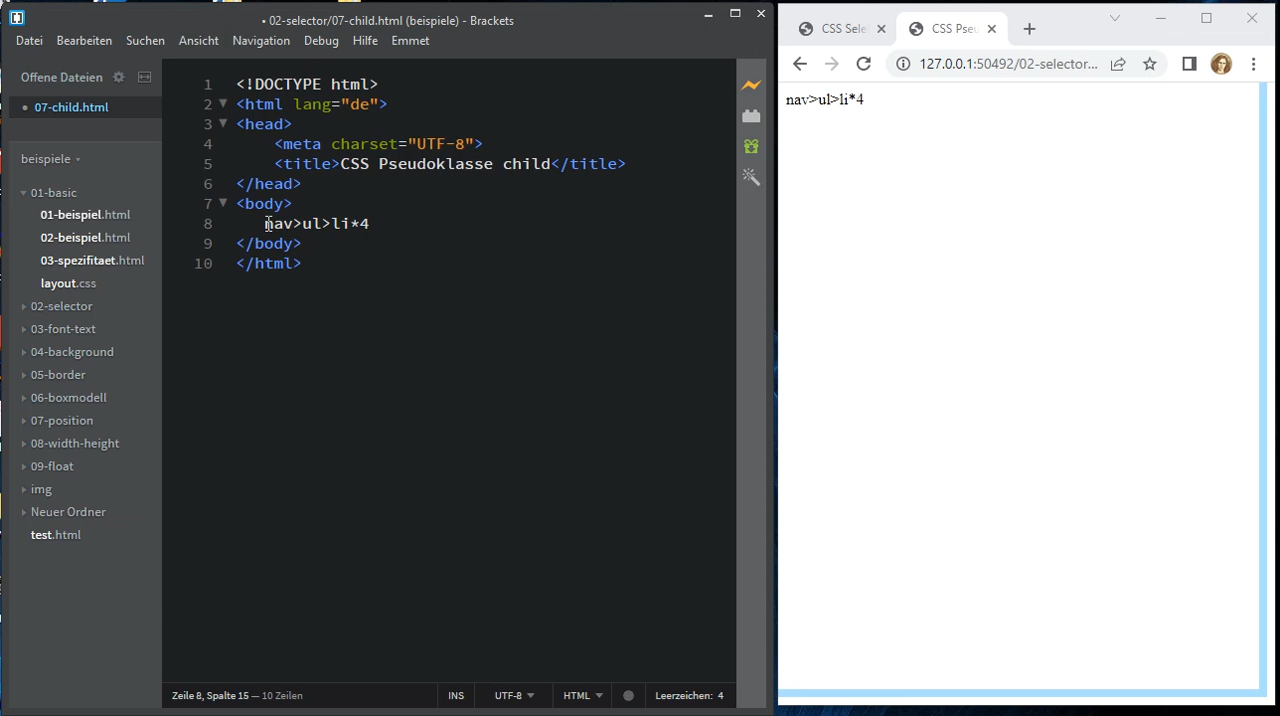 • 02-selector/07-child.html (beispiele) - Brackets
Datei Bearbeiten Suchen Ansicht Navigation Debug Hilfe Emmet
Offene Dateien
• 07-child.html
beispiele
01-basic
01-beispiel.html
02-beispiel.html
03-spezifitaet.html
layout.css
02-selector
03-font-text
04-background
05-border
06-boxmodell
07-position
08-width-height
09-float
img
Neuer Ordner
test.html
1 <!DOCTYPE html>
2 <html lang="de">
3 <head>
4 <meta charset="UTF-8">
5 <title>CSS Pseudoklasse child</title>
6 </head>
7 <body>
8 nav>ul>li*4
9 </body>
10 </html>
Zeile 8, Spalte 15 — 10 Zeilen INS UTF-8 HTML Leerzeichen: 4
CSS Sele CSS Pseu
127.0.0.1:50492/02-selector...
nav>ul>li*4